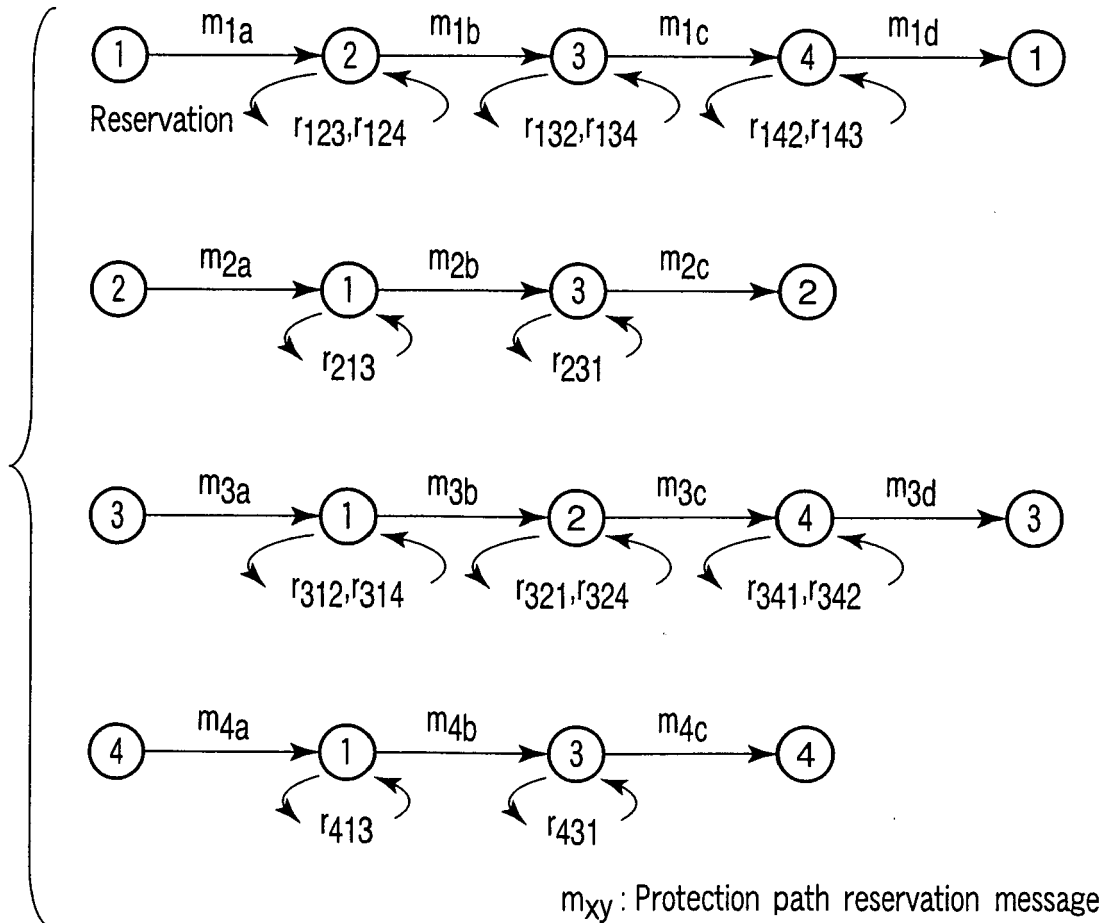 m1a m1b m1c m1d
1 2 3 4 1
Reservation r123,r124 r132,r134 r142,r143
m2a m2b m2c
2 1 3 2
r213 r231
m3a m3b m3c m3d
3 1 2 4 3
r312,r314 r321,r324 r341,r342
m4a m4b m4c
4 1 3 4
r413 r431
mxy : Protection path reservation message